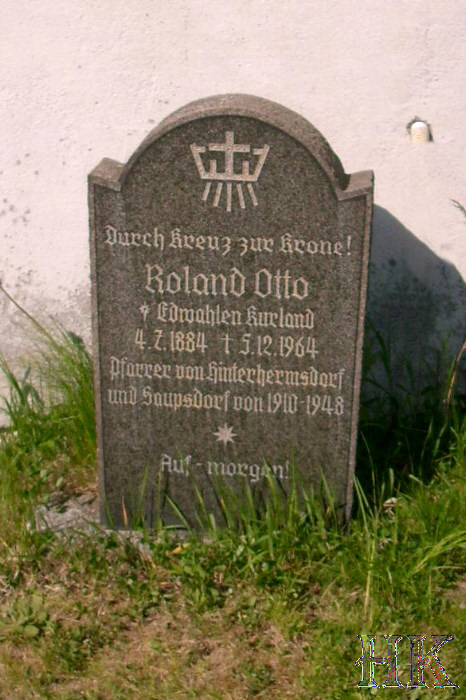 Durch Kreuz zur Krone!
Roland Otto
* Edwahlen Kurland
4.7.1884 † 5.12.1964
Pfarrer von Hinterhermsdorf
und Saupsdorf von 1910-1948
Auf-morgen!
HK